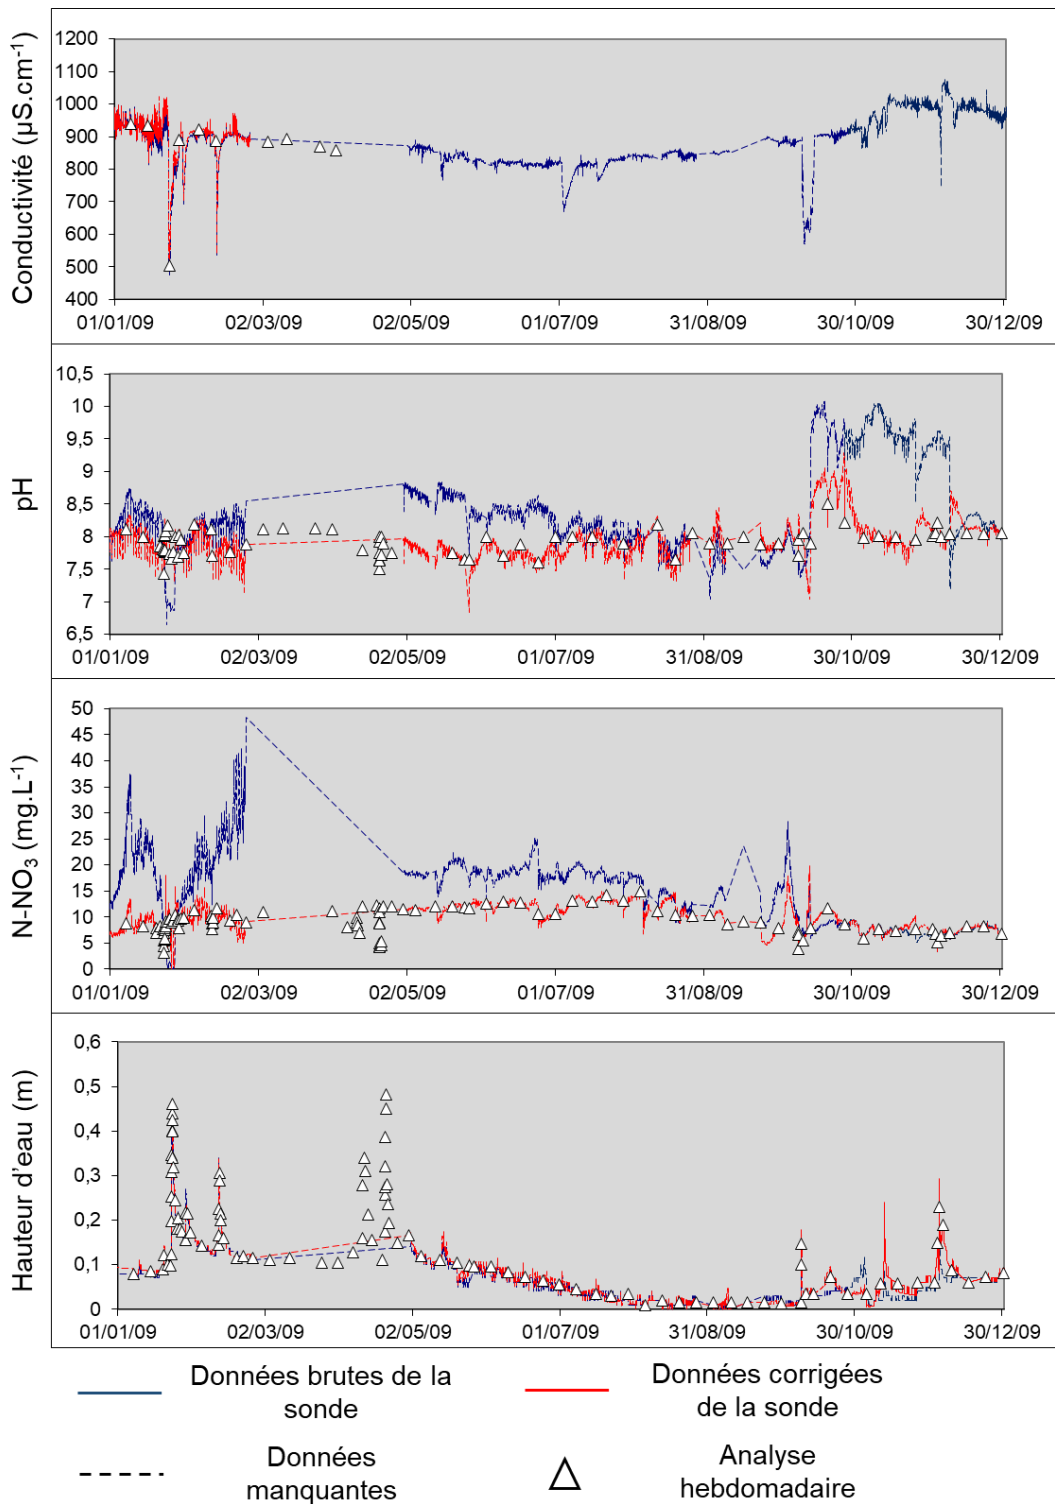 Conductivité (µS.cm⁻¹)
1200
1100
1000
900
800
700
600
500
400
01/01/09 02/03/09 02/05/09 01/07/09 31/08/09 30/10/09 30/12/09
pH
10,5
10
9,5
9
8,5
8
7,5
7
6,5
01/01/09 02/03/09 02/05/09 01/07/09 31/08/09 30/10/09 30/12/09
N-NO₃ (mg.L⁻¹)
50
45
40
35
30
25
20
15
10
5
0
01/01/09 02/03/09 02/05/09 01/07/09 31/08/09 30/10/09 30/12/09
Hauteur d'eau (m)
0,6
0,5
0,4
0,3
0,2
0,1
0
01/01/09 02/03/09 02/05/09 01/07/09 31/08/09 30/10/09 30/12/09
Données brutes de la
sonde
Données corrigées
de la sonde
Données
manquantes
Analyse
hebdomadaire